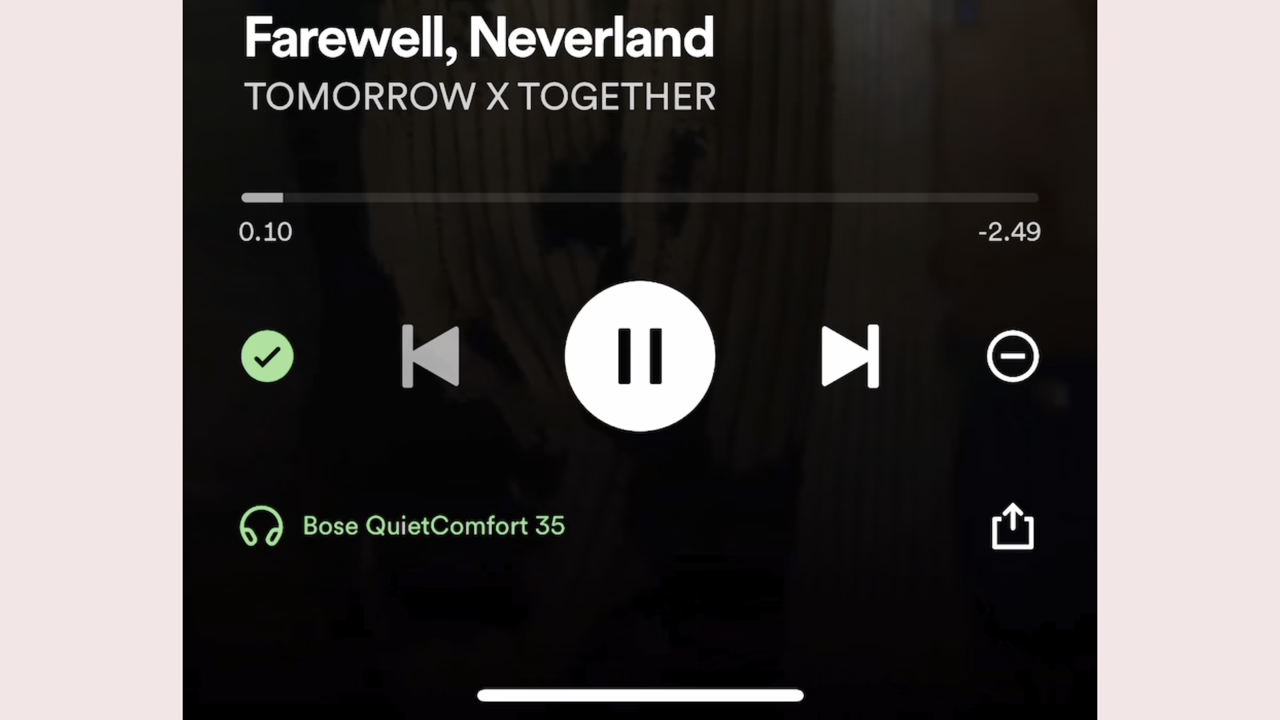 Farewell, Neverland
TOMORROW X TOGETHER
0.10
-2.49
Bose QuietComfort 35